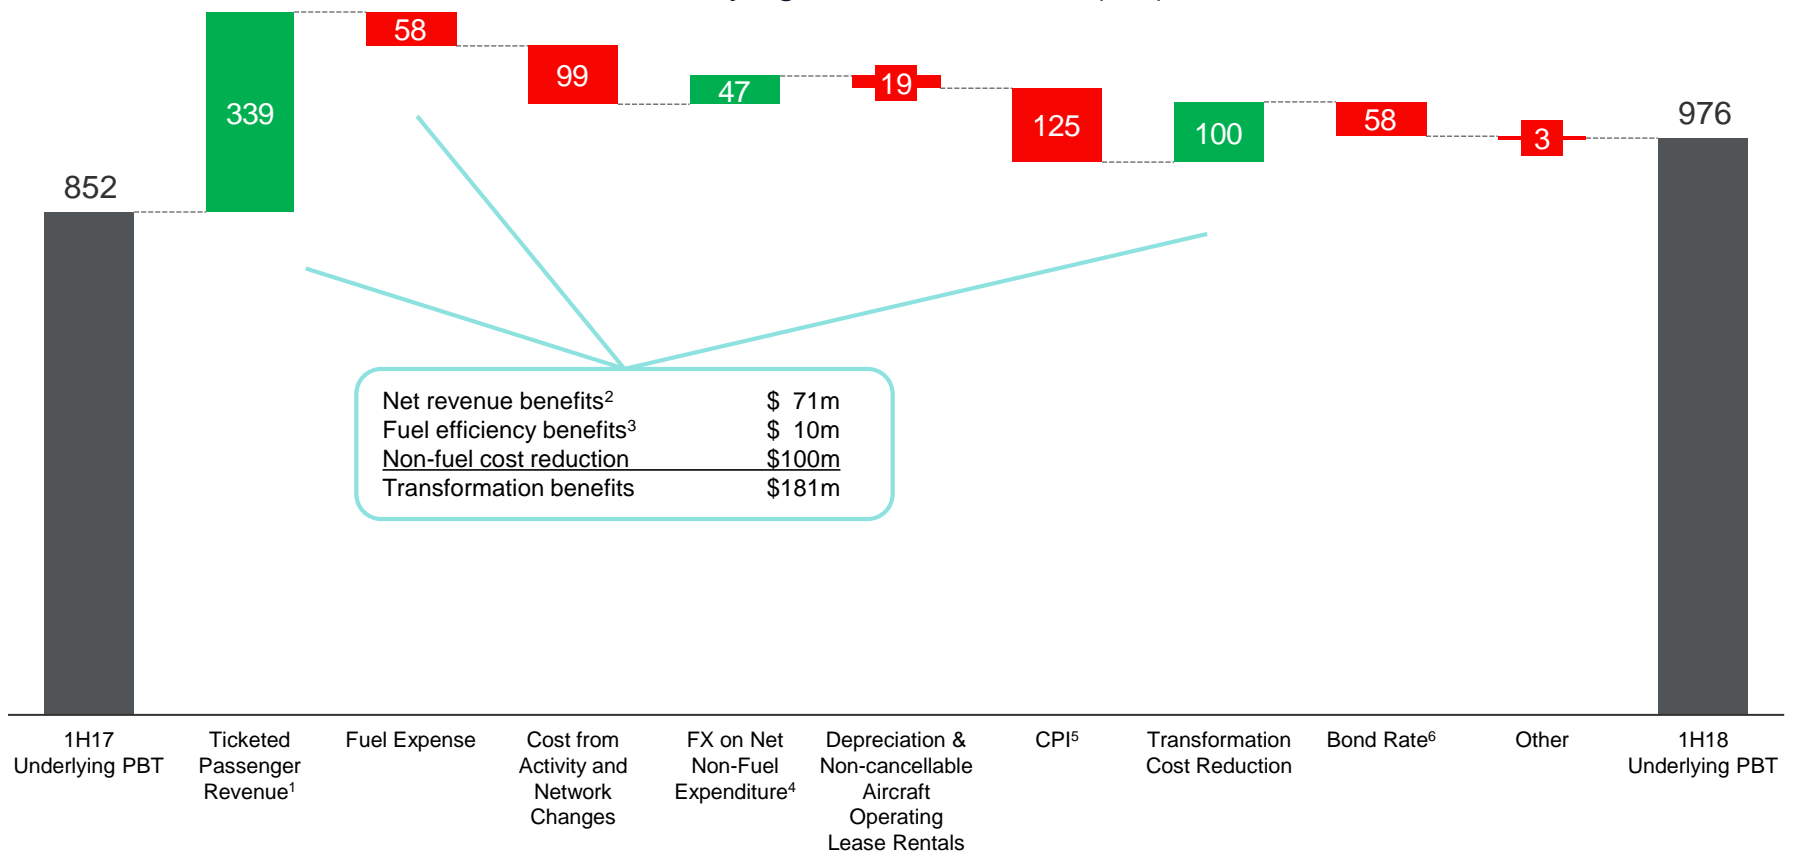 339
58
99
47
19
125
100
58
3
852
976
Net revenue benefits² $ 71m
Fuel efficiency benefits³ $ 10m
Non-fuel cost reduction $100m
Transformation benefits $181m
1H17
Underlying PBT
Ticketed
Passenger
Revenue¹
Fuel Expense
Cost from
Activity and
Network
Changes
FX on Net
Non-Fuel
Expenditure⁴
Depreciation &
Non-cancellable
Aircraft
Operating
Lease Rentals
CPI⁵
Transformation
Cost Reduction
Bond Rate⁶
Other
1H18
Underlying PBT